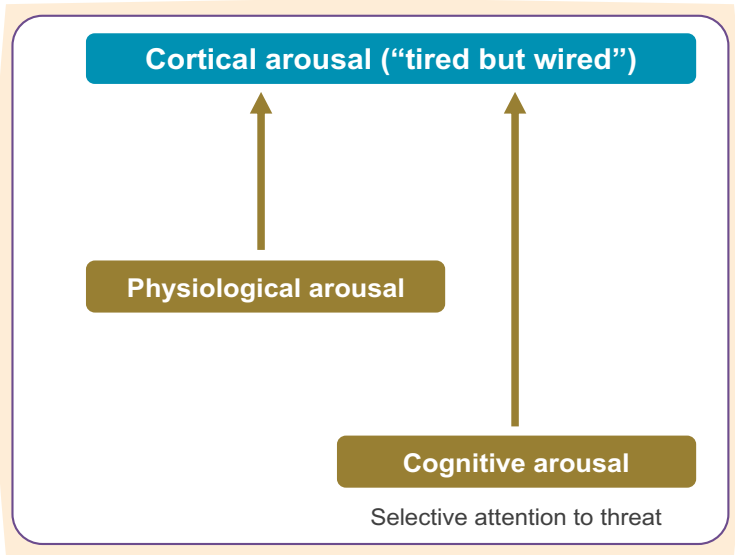 Cortical arousal (“tired but wired”)
Physiological arousal
Cognitive arousal
Selective attention to threat